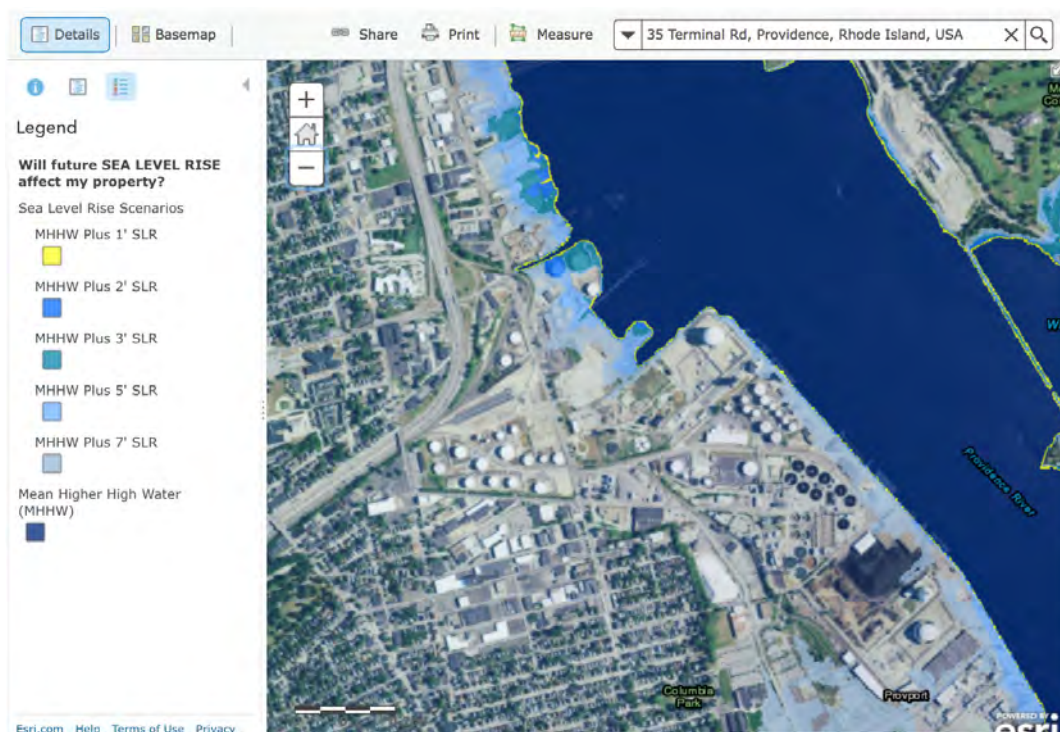 Details
Basemap
Share
Print
Measure
35 Terminal Rd, Providence, Rhode Island, USA
Legend
Will future SEA LEVEL RISE
affect my property?
Sea Level Rise Scenarios
MHHW Plus 1' SLR
MHHW Plus 2' SLR
MHHW Plus 3' SLR
MHHW Plus 5' SLR
MHHW Plus 7' SLR
Mean Higher High Water
(MHHW)
Providence River
Columbia
Park
Provport
POWERED BY
esri
Esri.com Help Terms of Use Privacy